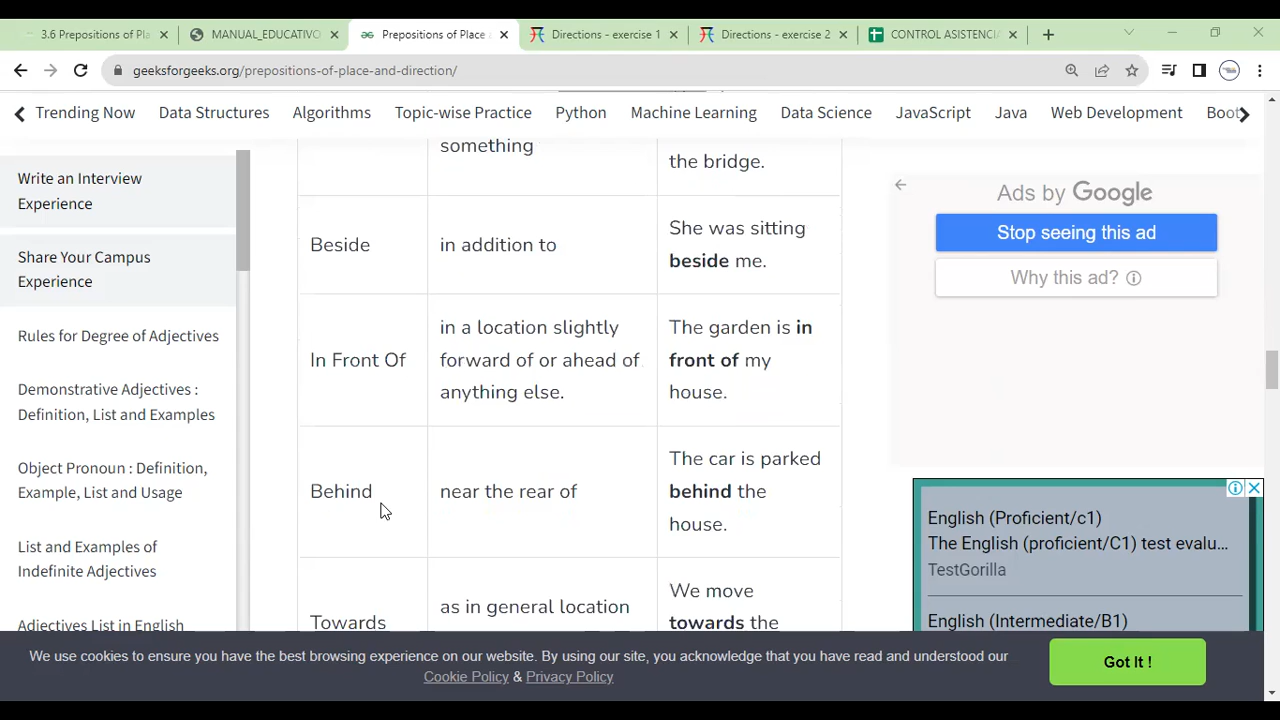 3.6 Prepositions of Pla
MANUAL_EDUCATIVO
Prepositions of Place
Directions - exercise 1
Directions - exercise 2
CONTROL ASISTENCIA
geeksforgeeks.org/prepositions-of-place-and-direction/
Trending Now
Data Structures
Algorithms
Topic-wise Practice
Python
Machine Learning
Data Science
JavaScript
Java
Web Development
Boot
Write an Interview
Experience
Share Your Campus
Experience
Rules for Degree of Adjectives
Demonstrative Adjectives :
Definition, List and Examples
Object Pronoun : Definition,
Example, List and Usage
List and Examples of
Indefinite Adjectives
Adjectives List in English
something
the bridge.
Beside
in addition to
She was sitting
beside me.
In Front Of
in a location slightly
forward of or ahead of
anything else.
The garden is in
front of my
house.
Behind
near the rear of
The car is parked
behind the
house.
Towards
as in general location
We move
towards the
Ads by Google
Stop seeing this ad
Why this ad?
English (Proficient/c1)
The English (proficient/C1) test evalu...
TestGorilla
English (Intermediate/B1)
We use cookies to ensure you have the best browsing experience on our website. By using our site, you acknowledge that you have read and understood our
Cookie Policy & Privacy Policy
Got It !